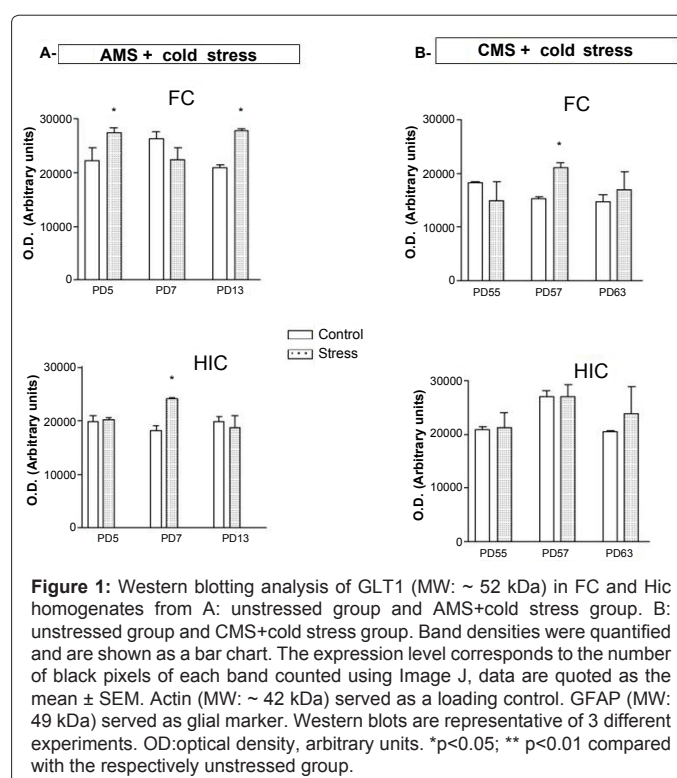 A-
AMS + cold stress
FC
*
*
30000
20000
10000
0
O.D. (Arbitrary units)
PD5 PD7 PD13
HIC
*
30000
20000
10000
0
O.D. (Arbitrary units)
PD5 PD7 PD13
Control
Stress
B-
CMS + cold stress
FC
*
30000
20000
10000
0
O.D. (Arbitrary units)
PD55 PD57 PD63
HIC
30000
20000
10000
0
O.D. (Arbitrary units)
PD55 PD57 PD63
Figure 1: Western blotting analysis of GLT1 (MW: ~ 52 kDa) in FC and Hic
homogenates from A: unstressed group and AMS+cold stress group. B:
unstressed group and CMS+cold stress group. Band densities were quantified
and are shown as a bar chart. The expression level corresponds to the number
of black pixels of each band counted using Image J, data are quoted as the
mean ± SEM. Actin (MW: ~ 42 kDa) served as a loading control. GFAP (MW:
49 kDa) served as glial marker. Western blots are representative of 3 different
experiments. OD:optical density, arbitrary units. *p<0.05; ** p<0.01 compared
with the respectively unstressed group.